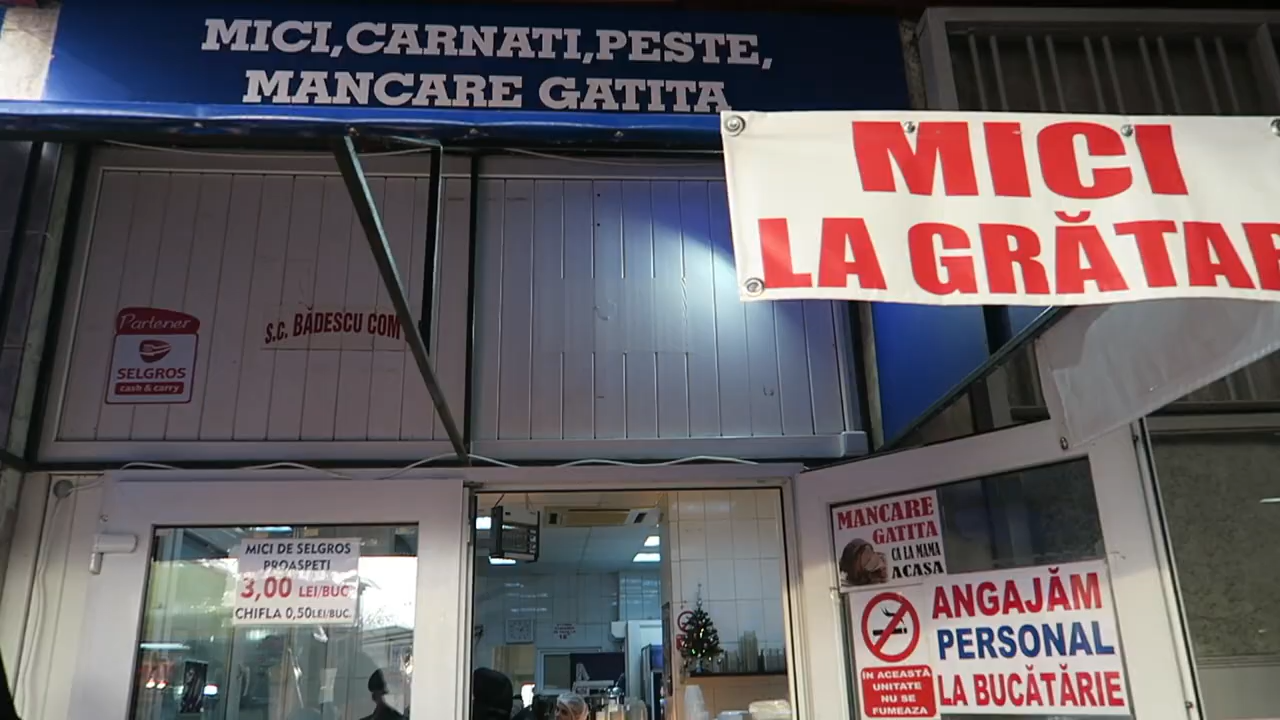 MICI,CARNATI,PESTE,
MANCARE GATITA
MICI
LA GRĂTAR
Partener
SELGROS
cash & carry
S.C. BĂDESCU COM
MICI DE SELGROS
PROASPETI
3,00 LEI/BUC
CHIFLA 0,50LEI/BUC.
MANCARE
GATITA
CA LA MAMA
ACASA
ANGAJĂM
PERSONAL
LA BUCĂTĂRIE
IN ACEASTĂ
UNITATE
NU SE
FUMEAZA